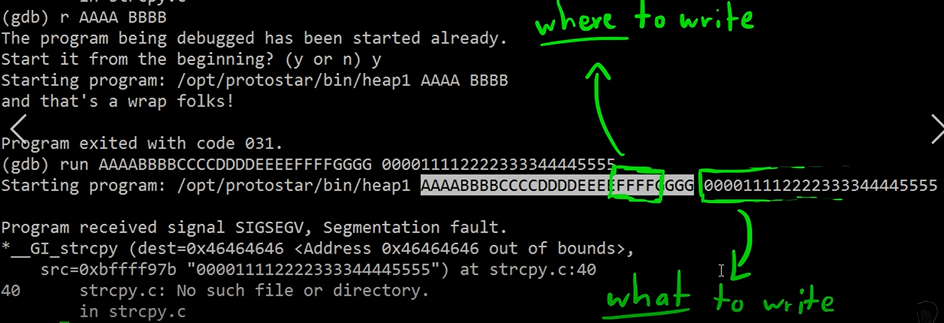 in strcpy.c
(gdb) r AAAA BBBB
where to write
The program being debugged has been started already.
Start it from the beginning? (y or n) y
Starting program: /opt/protostar/bin/heap1 AAAA BBBB
and that's a wrap folks!
Program exited with code 031.
(gdb) run AAAABBBBCCCCDDDDEEEEFFFFGGGG 000011112222333344445555
Starting program: /opt/protostar/bin/heap1 AAAABBBBCCCCDDDDEEEEFFFFGGGG 000011112222333344445555
Program received signal SIGSEGV, Segmentation fault.
*__GI_strcpy (dest=0x46464646 <Address 0x46464646 out of bounds>,
src=0xbffff97b "000011112222333344445555") at strcpy.c:40
40 strcpy.c: No such file or directory.
in strcpy.c
what to write